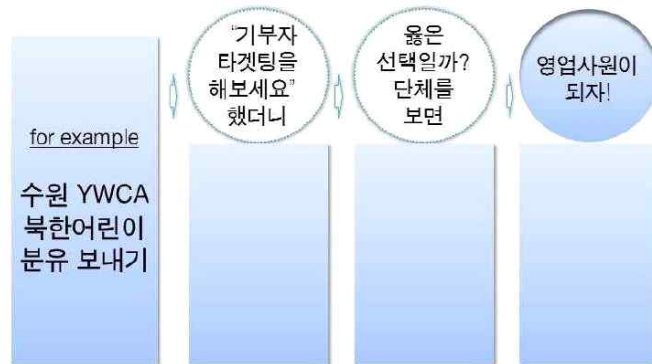 for example
수원 YWCA
북한어린이
분유 보내기
“기부자
타겟팅을
해보세요”
했더니
옳은
선택일까?
단체를
보면
영업사원이
되자!